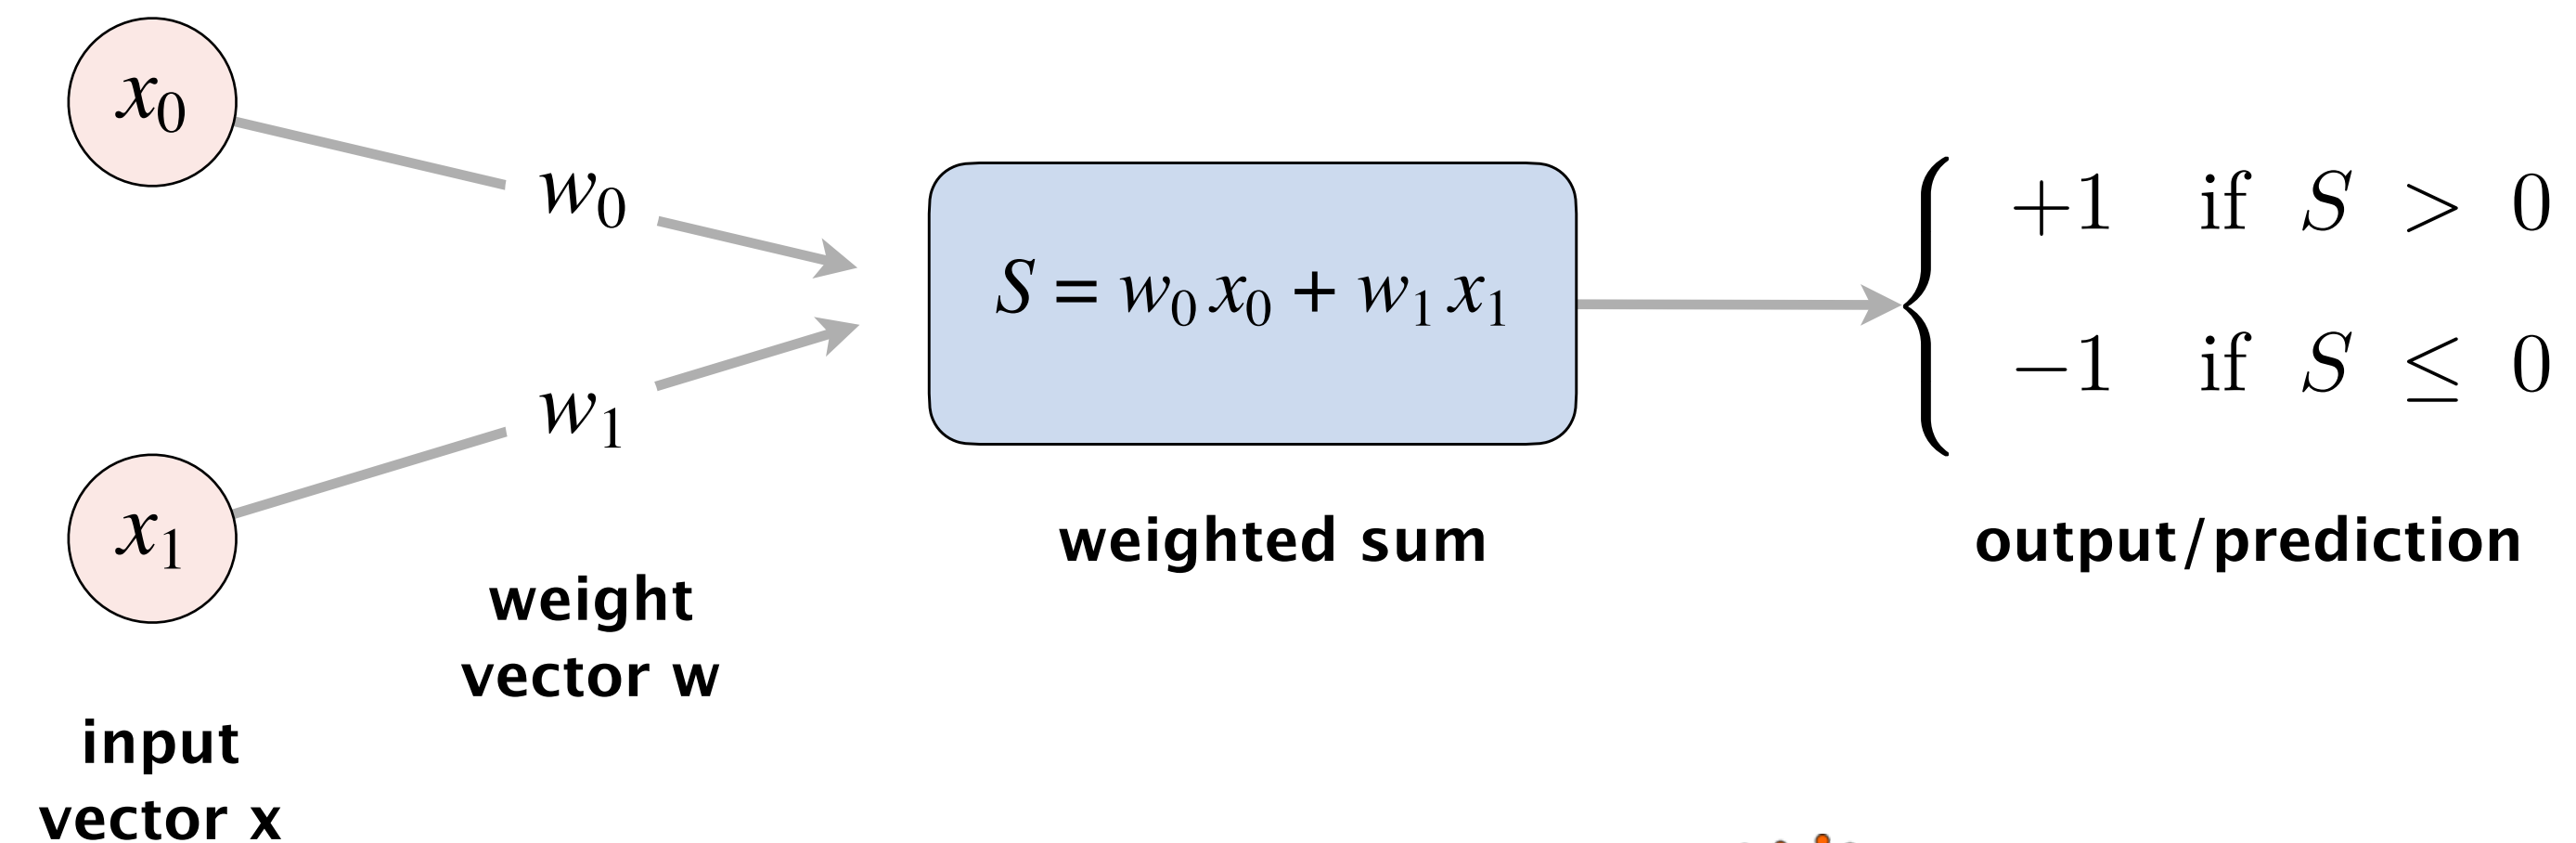 x₀
w₀
S = w₀ x₀ + w₁ x₁
+1 if S > 0
−1 if S ≤ 0
w₁
x₁
weighted sum
output/prediction
weight
vector w
input
vector x